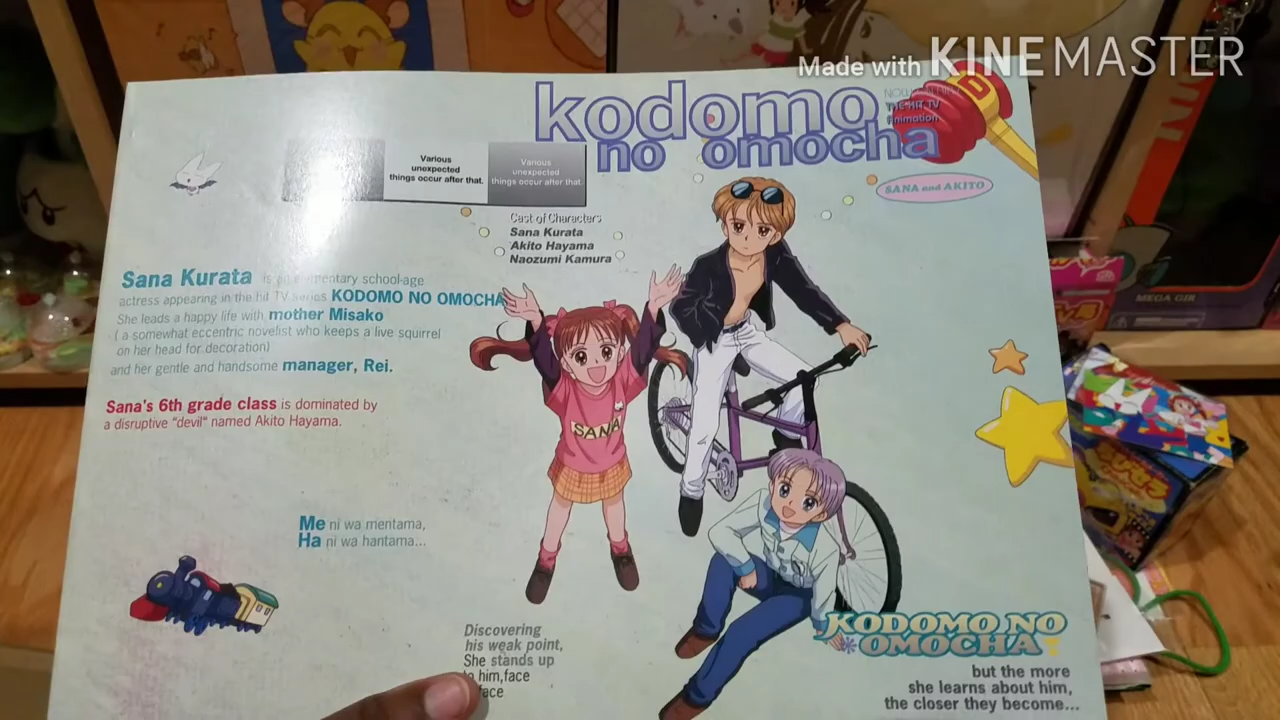 Made with KINEMASTER
kodomo
no omocha
THE HIT TV
Animation
SANA and AKITO
Various
unexpected
things occur after that.
Various
unexpected
things occur after that.
Cast of Characters
Sana Kurata
Akito Hayama
Naozumi Kamura
Sana Kurata is an elementary school-age
actress appearing in the hit TV series KODOMO NO OMOCHA
She leads a happy life with mother Misako
( a somewhat eccentric novelist who keeps a live squirrel
on her head for decoration)
and her gentle and handsome manager, Rei.
Sana's 6th grade class is dominated by
a disruptive "devil" named Akito Hayama.
SANA
Me ni wa mentama,
Ha ni wa hantama...
Discovering
his weak point,
She stands up
him,face
face
KODOMO NO
OMOCHA
but the more
she learns about him,
the closer they become...
MEGA GIR